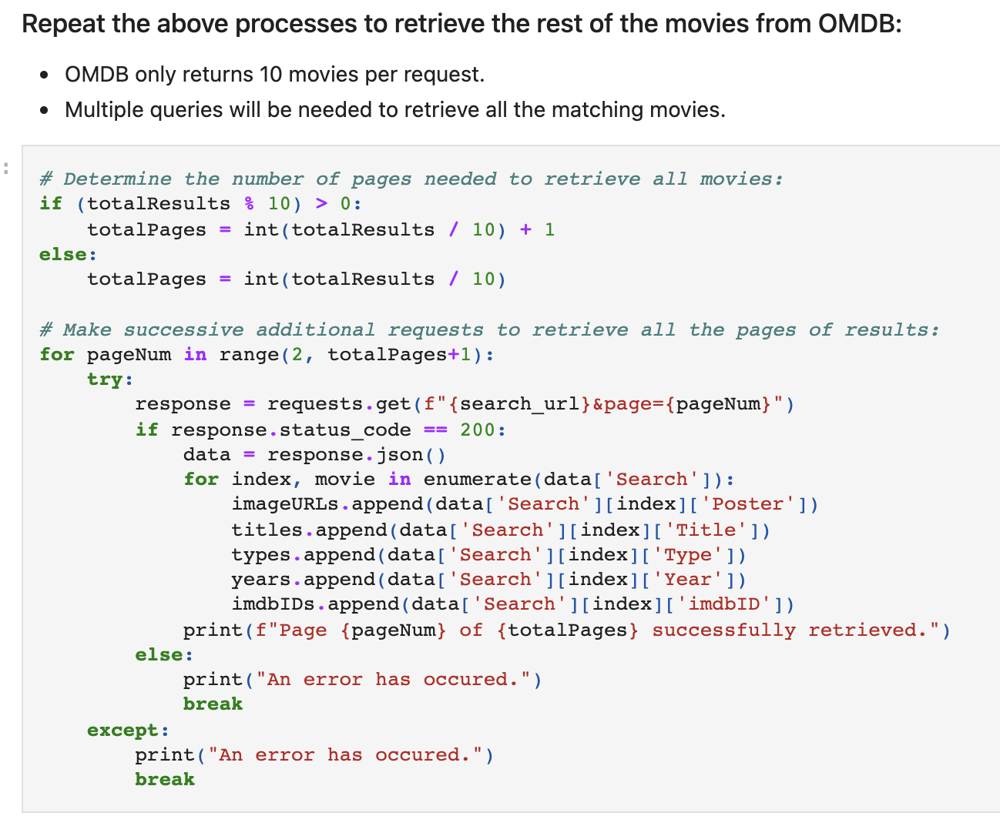 Repeat the above processes to retrieve the rest of the movies from OMDB:
• OMDB only returns 10 movies per request.
• Multiple queries will be needed to retrieve all the matching movies.
:
# Determine the number of pages needed to retrieve all movies:
if (totalResults % 10) > 0:
    totalPages = int(totalResults / 10) + 1
else:
    totalPages = int(totalResults / 10)

# Make successive additional requests to retrieve all the pages of results:
for pageNum in range(2, totalPages+1):
    try:
        response = requests.get(f"{search_url}&page={pageNum}")
        if response.status_code == 200:
            data = response.json()
            for index, movie in enumerate(data['Search']):
                imageURLs.append(data['Search'][index]['Poster'])
                titles.append(data['Search'][index]['Title'])
                types.append(data['Search'][index]['Type'])
                years.append(data['Search'][index]['Year'])
                imdbIDs.append(data['Search'][index]['imdbID'])
            print(f"Page {pageNum} of {totalPages} successfully retrieved.")
        else:
            print("An error has occured.")
            break
    except:
        print("An error has occured.")
        break